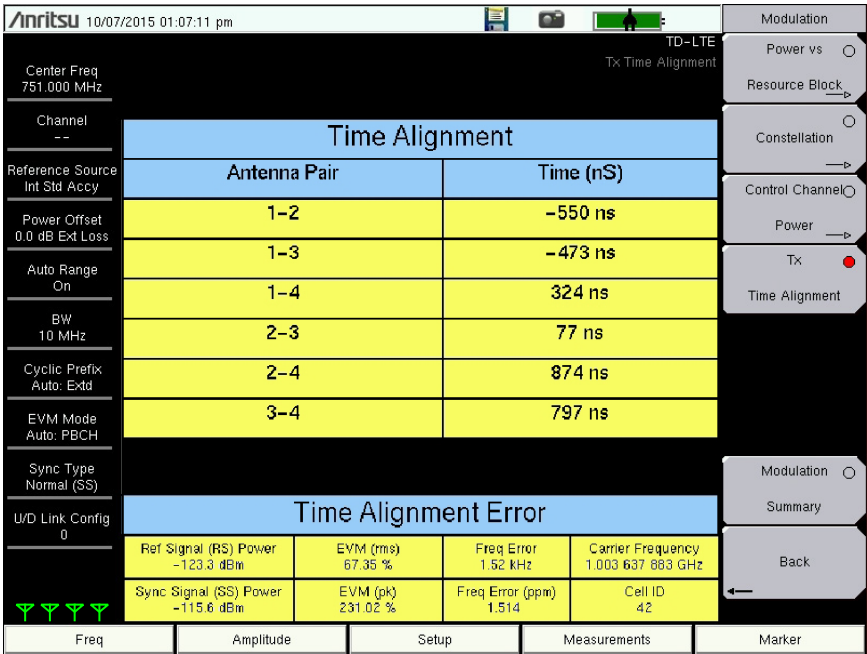 /Inritsu 10/07/2015 01:07:11 pm
TD-LTE
Tx Time Alignment
Center Freq
751.000 MHz
Channel
--
Reference Source
Int Std Accy
Power Offset
0.0 dB Ext Loss
Auto Range
On
BW
10 MHz
Cyclic Prefix
Auto: Extd
EVM Mode
Auto: PBCH
Sync Type
Normal (SS)
U/D Link Config
0
Time Alignment
Antenna Pair Time (nS)
1-2 -550 ns
1-3 -473 ns
1-4 324 ns
2-3 77 ns
2-4 874 ns
3-4 797 ns
Time Alignment Error
Ref Signal (RS) Power EVM (rms) Freq Error Carrier Frequency
-123.3 dBm 67.35 % 1.52 kHz 1.003 637 883 GHz
Sync Signal (SS) Power EVM (pk) Freq Error (ppm) Cell ID
-115.6 dBm 231.02 % 1.514 42
Modulation
Power vs
Resource Block
Constellation
Control Channel
Power
Tx
Time Alignment
Modulation
Summary
Back
Freq Amplitude Setup Measurements Marker